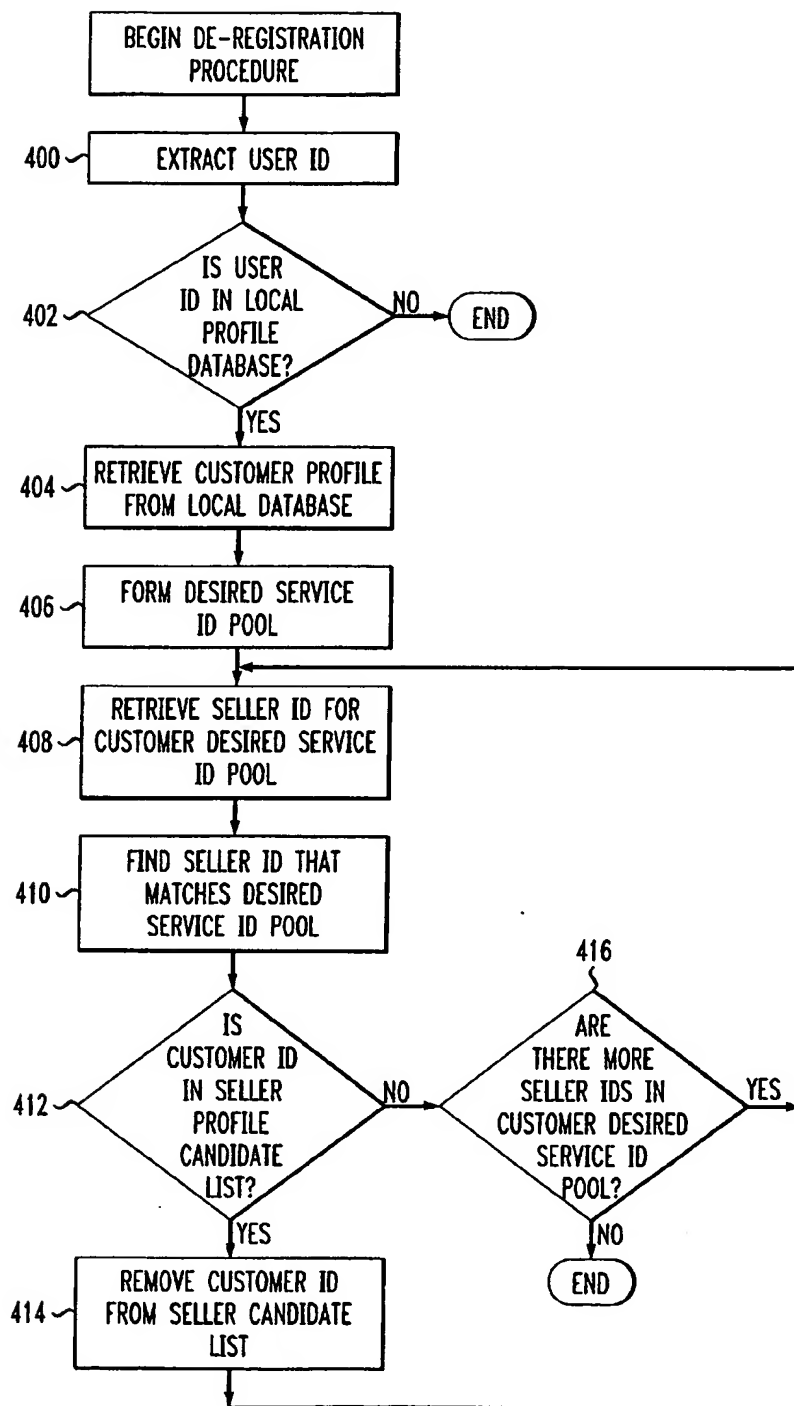 BEGIN DE-REGISTRATION
PROCEDURE
400
EXTRACT USER ID
402
IS USER
ID IN LOCAL
PROFILE
DATABASE?
NO
END
YES
404
RETRIEVE CUSTOMER PROFILE
FROM LOCAL DATABASE
406
FORM DESIRED SERVICE
ID POOL
408
RETRIEVE SELLER ID FOR
CUSTOMER DESIRED SERVICE
ID POOL
410
FIND SELLER ID THAT
MATCHES DESIRED
SERVICE ID POOL
412
IS
CUSTOMER ID
IN SELLER
PROFILE
CANDIDATE
LIST?
NO
416
ARE
THERE MORE
SELLER IDS IN
CUSTOMER DESIRED
SERVICE ID
POOL?
YES
NO
END
YES
414
REMOVE CUSTOMER ID
FROM SELLER CANDIDATE
LIST